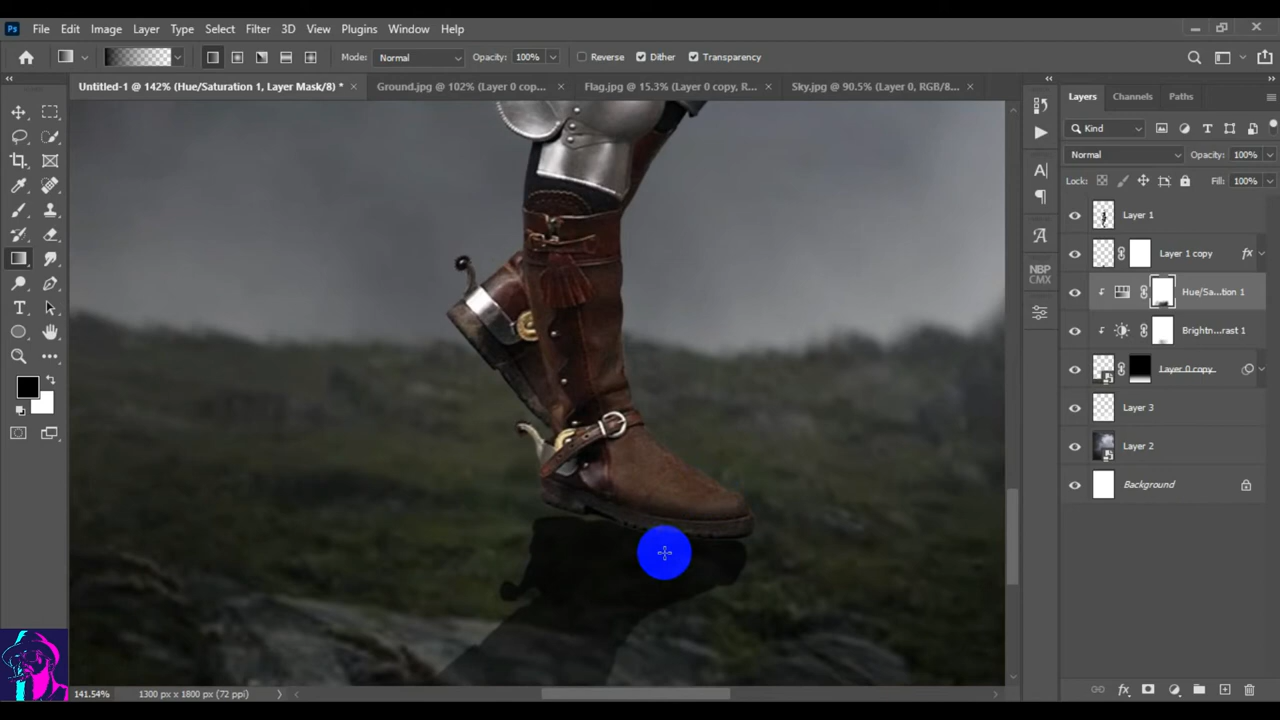 Ps File Edit Image Layer Type Select Filter 3D View Plugins Window Help
Mode: Normal Opacity: 100% Reverse Dither Transparency
Untitled-1 @ 142% (Hue/Saturation 1, Layer Mask/8) * Ground.jpg @ 102% (Layer 0 cop... Flag.jpg @ 15.3% (Layer 0 copy, R... Sky.jpg @ 90.5% (Layer 0, RGB/8...
Layers Channels Paths
Kind
Normal Opacity: 100%
Lock: Fill: 100%
Layer 1
Layer 1 copy fx
Hue/Sa...tion 1
Brightn...rast 1
Layer 0 copy
Layer 3
Layer 2
Background
NBP
CMX
141.54% 1300 px x 1800 px (72 ppi)